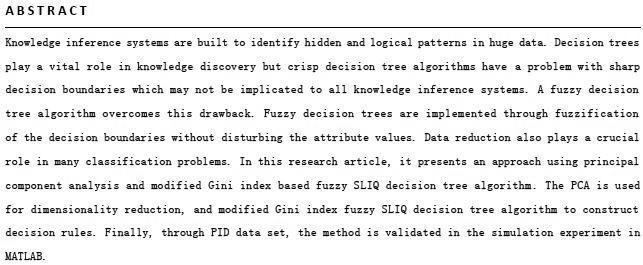 ABSTRACT
Knowledge inference systems are built to identify hidden and logical patterns in huge data. Decision trees
play a vital role in knowledge discovery but crisp decision tree algorithms have a problem with sharp
decision boundaries which may not be implicated to all knowledge inference systems. A fuzzy decision
tree algorithm overcomes this drawback. Fuzzy decision trees are implemented through fuzzification
of the decision boundaries without disturbing the attribute values. Data reduction also plays a crucial
role in many classification problems. In this research article, it presents an approach using principal
component analysis and modified Gini index based fuzzy SLIQ decision tree algorithm. The PCA is used
for dimensionality reduction, and modified Gini index fuzzy SLIQ decision tree algorithm to construct
decision rules. Finally, through PID data set, the method is validated in the simulation experiment in
MATLAB.